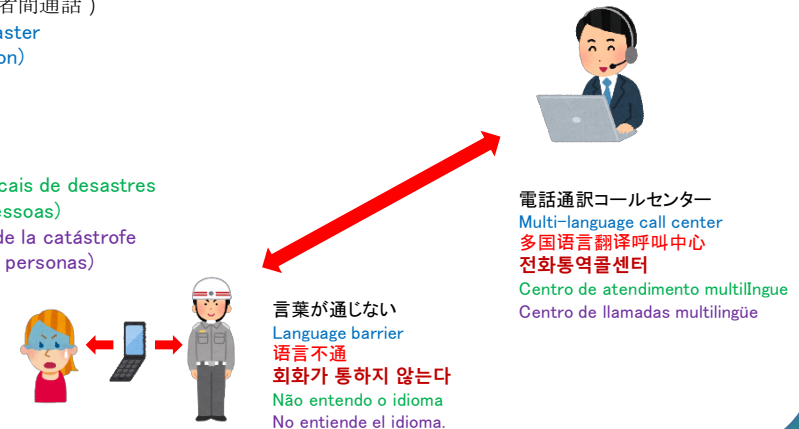 者間通話 )
aster
on)
cais de desastres
essoas)
de la catástrofe
personas)
電話通訳コールセンター
Multi-language call center
多国语言翻译呼叫中心
전화통역콜센터
Centro de atendimento multilĺngue
Centro de llamadas multilingüe
言葉が通じない
Language barrier
语言不通
회화가 통하지 않는다
Não entendo o idioma
No entiende el idioma.